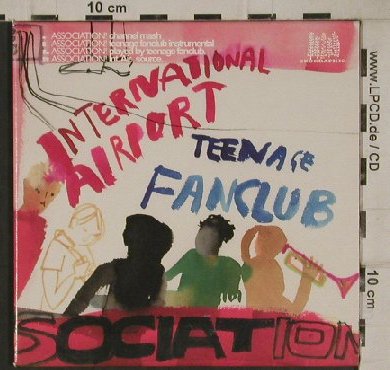 10 cm
ASSOCIATION! channel mash
ASSOCIATION! teenage fanclub instrumental
ASSOCIATION! played by teenage fanclub.
ASSOCIATION! source.
INTERNATIONAL
AIRPORT
TEENAGE
FANCLUB
SOCIATION
www.LPCD.de / CD
10 cm